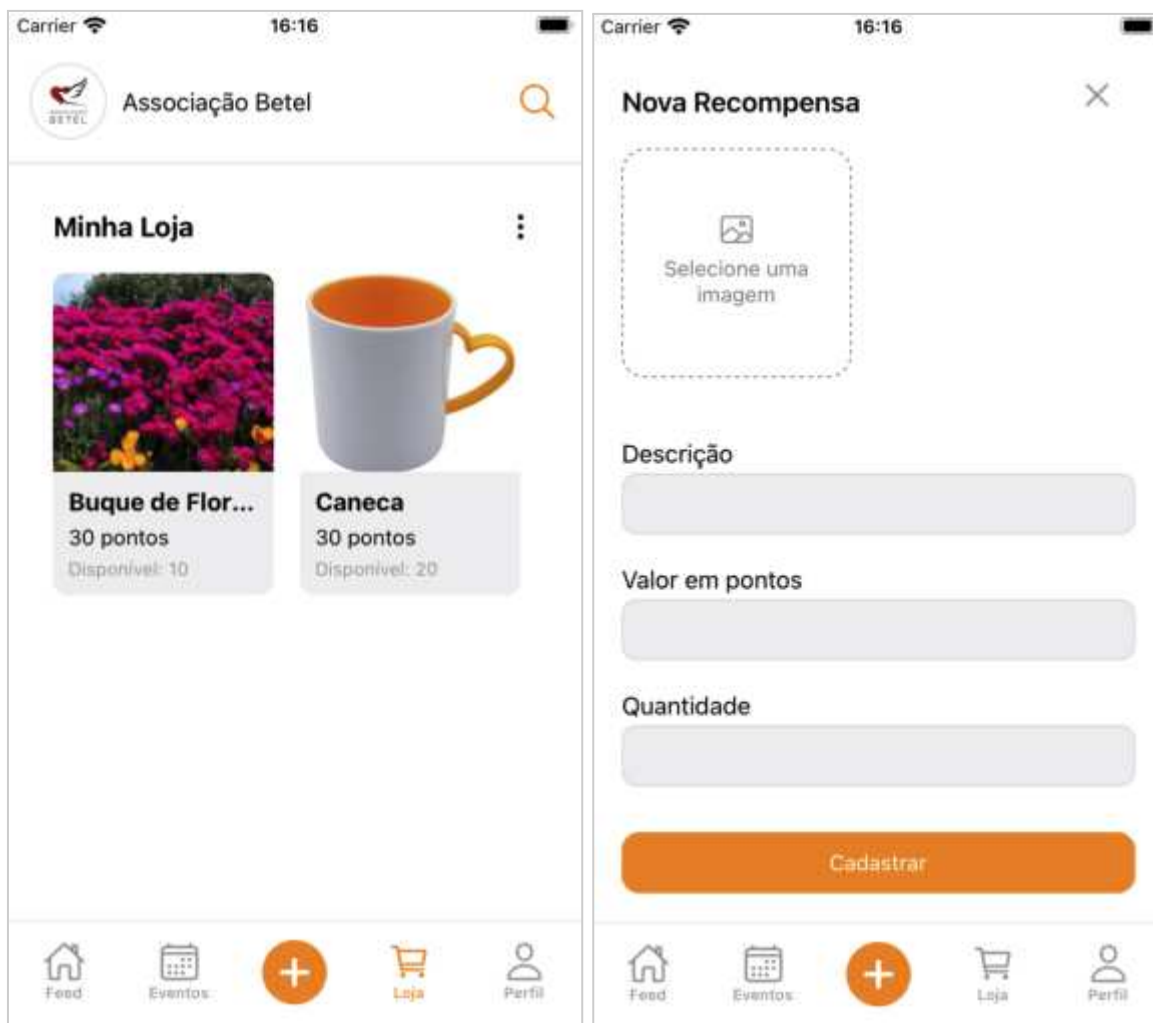 Carrier 16:16
ASSOCIAÇÃO
BETEL
Associação Betel
Minha Loja
Buque de Flor...
30 pontos
Disponível: 10
Caneca
30 pontos
Disponível: 20
Feed
Eventos
Loja
Perfil
Carrier 16:16
Nova Recompensa
Selecione uma
imagem
Descrição
Valor em pontos
Quantidade
Cadastrar
Feed
Eventos
Loja
Perfil